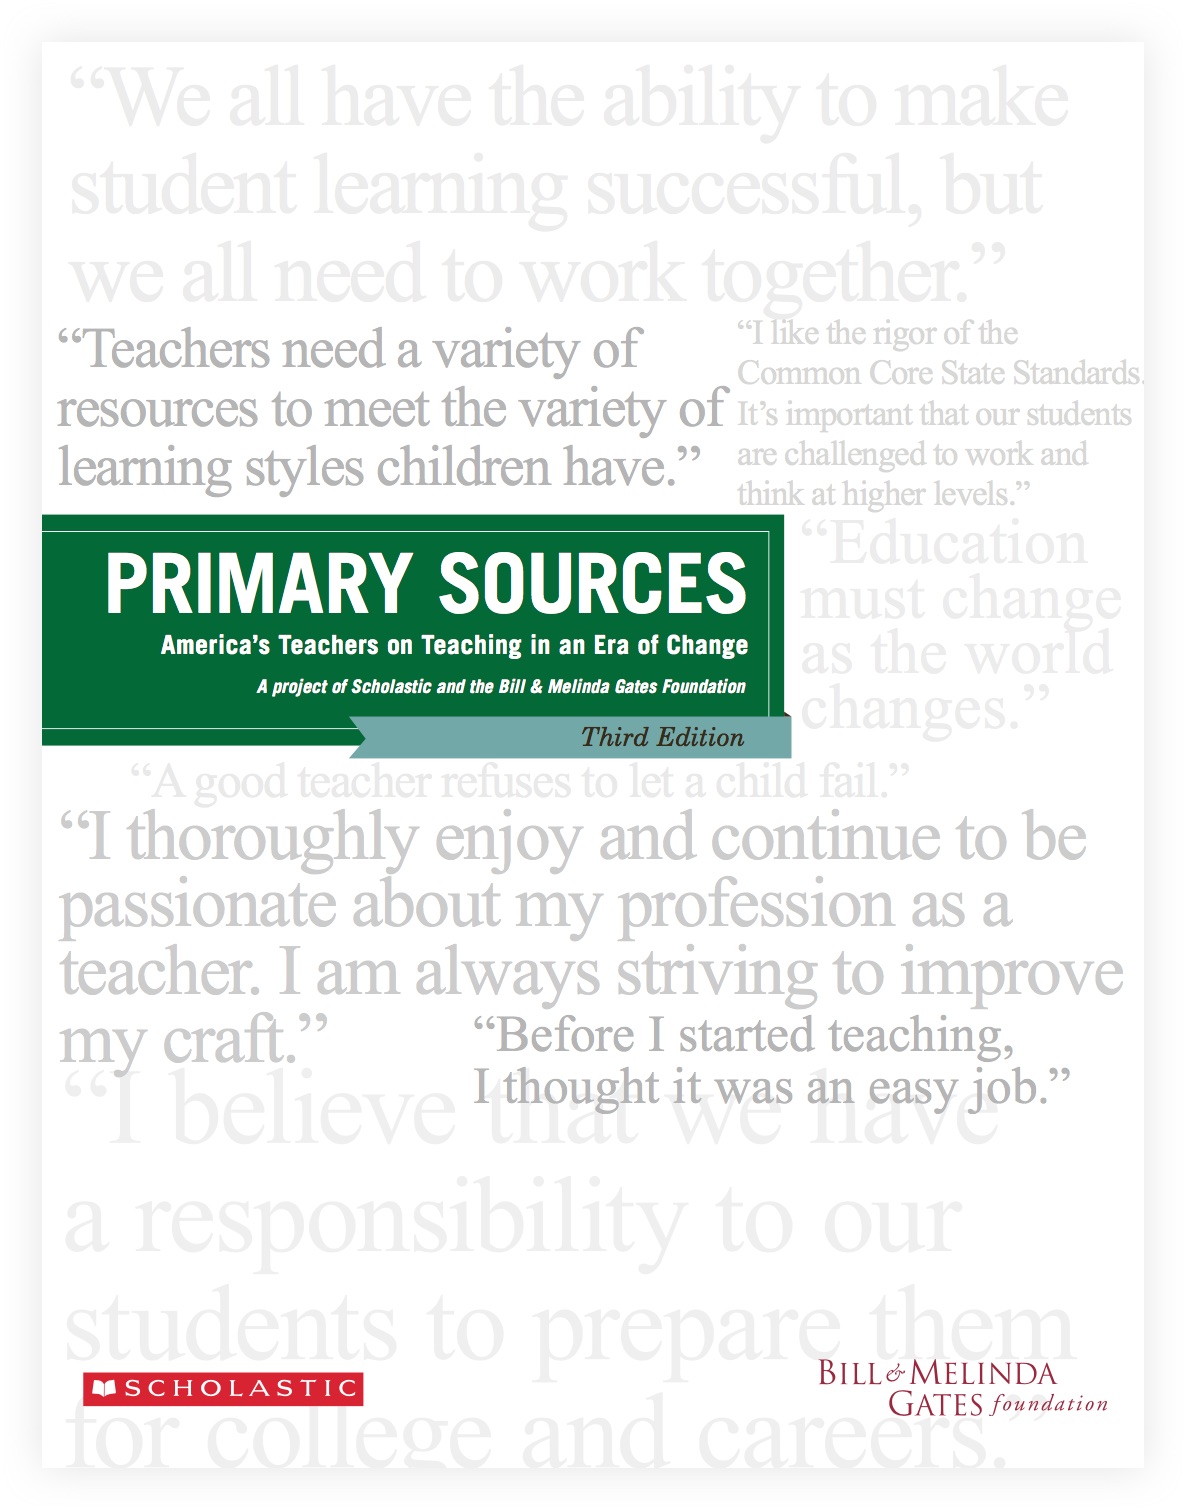 “We all have the ability to make
student learning successful, but
we all need to work together.”
“Teachers need a variety of
resources to meet the variety of
learning styles children have.”
“I like the rigor of the
Common Core State Standards.
It’s important that our students
are challenged to work and
think at higher levels.”
PRIMARY SOURCES
America’s Teachers on Teaching in an Era of Change
A project of Scholastic and the Bill & Melinda Gates Foundation
Third Edition
“Education
must change
as the world
changes.”
“A good teacher refuses to let a child fail.”
“I thoroughly enjoy and continue to be
passionate about my profession as a
teacher. I am always striving to improve
my craft.”
“Before I started teaching,
I thought it was an easy job.”
“I believe that we have
a responsibility to our
students to prepare them
for college and careers.”
SCHOLASTIC
BILL & MELINDA
GATES foundation